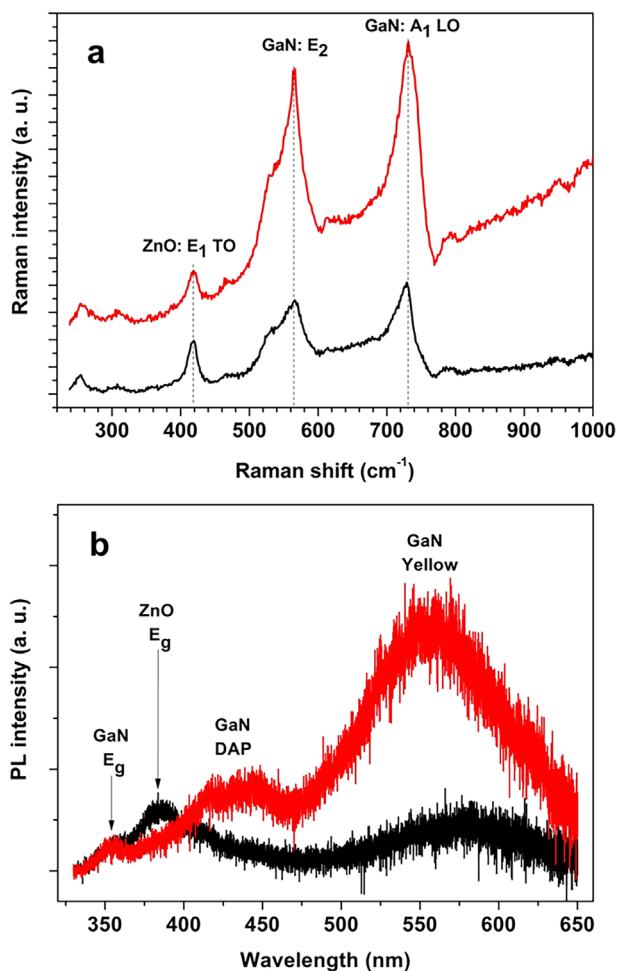 a
GaN: E2
GaN: A1 LO
ZnO: E1 TO
Raman intensity (a. u.)
300 400 500 600 700 800 900 1000
Raman shift (cm-1)
b
GaN
Yellow
ZnO
Eg
GaN
DAP
GaN
Eg
PL intensity (a. u.)
350 400 450 500 550 600 650
Wavelength (nm)